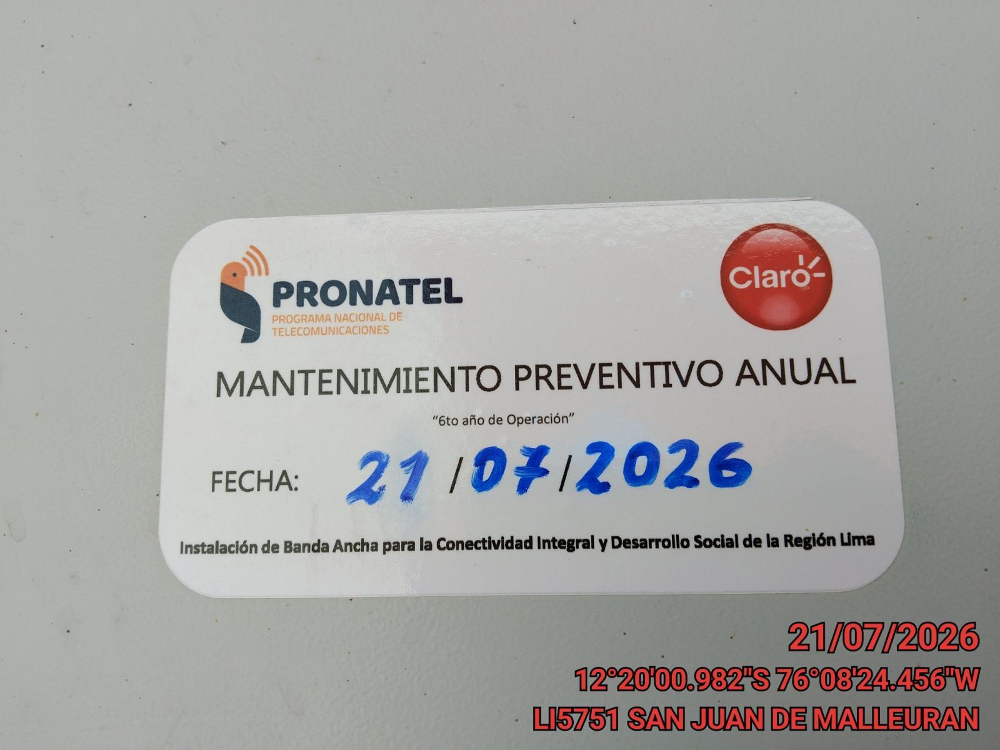 PRONATEL
PROGRAMA NACIONAL DE
TELECOMUNICACIONES
Claro
MANTENIMIENTO PREVENTIVO ANUAL
“6to año de Operación”
FECHA: 21/07/2026
Instalación de Banda Ancha para la Conectividad Integral y Desarrollo Social de la Región Lima
21/07/2026
12°20'00.982"S 76°08'24.456"W
LI5751 SAN JUAN DE MALLEURAN